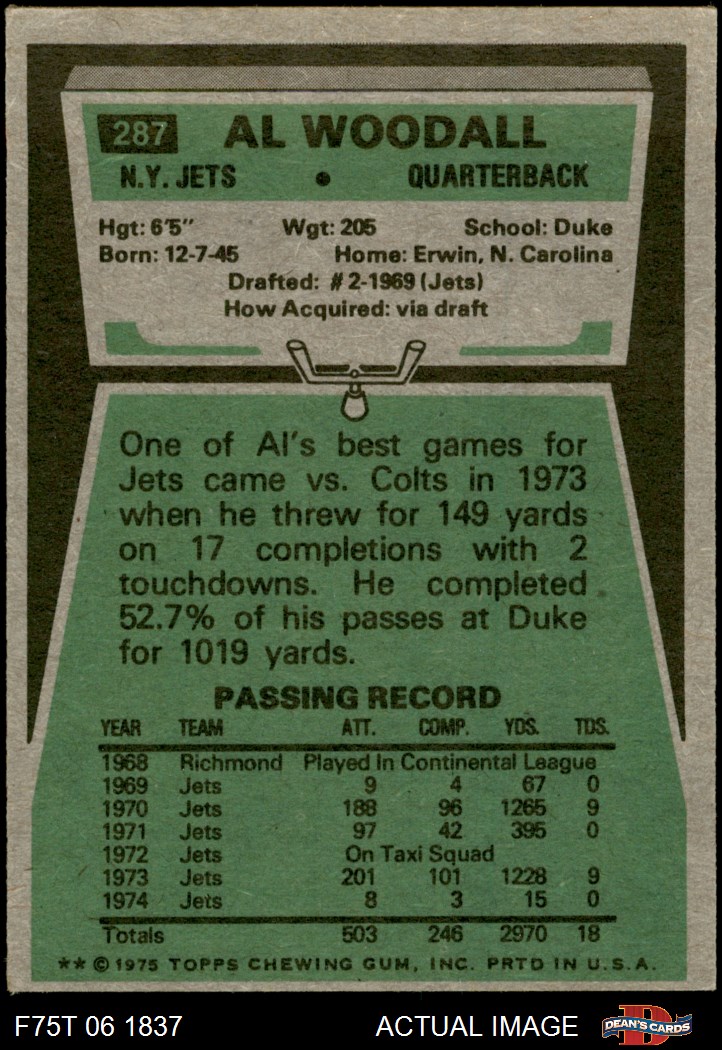 287 AL WOODALL
N.Y. JETS • QUARTERBACK
Hgt: 6'5" Wgt: 205 School: Duke
Born: 12-7-45 Home: Erwin, N. Carolina
Drafted: #2-1969 (Jets)
How Acquired: via draft
One of Al's best games for
Jets came vs. Colts in 1973
when he threw for 149 yards
on 17 completions with 2
touchdowns. He completed
52.7% of his passes at Duke
for 1019 yards.
PASSING RECORD
YEAR TEAM ATT. COMP. YDS. TDS.
1968 Richmond Played In Continental League
1969 Jets 9 4 67 0
1970 Jets 188 96 1265 9
1971 Jets 97 42 395 0
1972 Jets On Taxi Squad
1973 Jets 201 101 1228 9
1974 Jets 8 3 15 0
Totals 503 246 2970 18
** © 1975 TOPPS CHEWING GUM, INC. PRTD IN U.S.A.
F75T 06 1837 ACTUAL IMAGE D DEAN'S CARDS